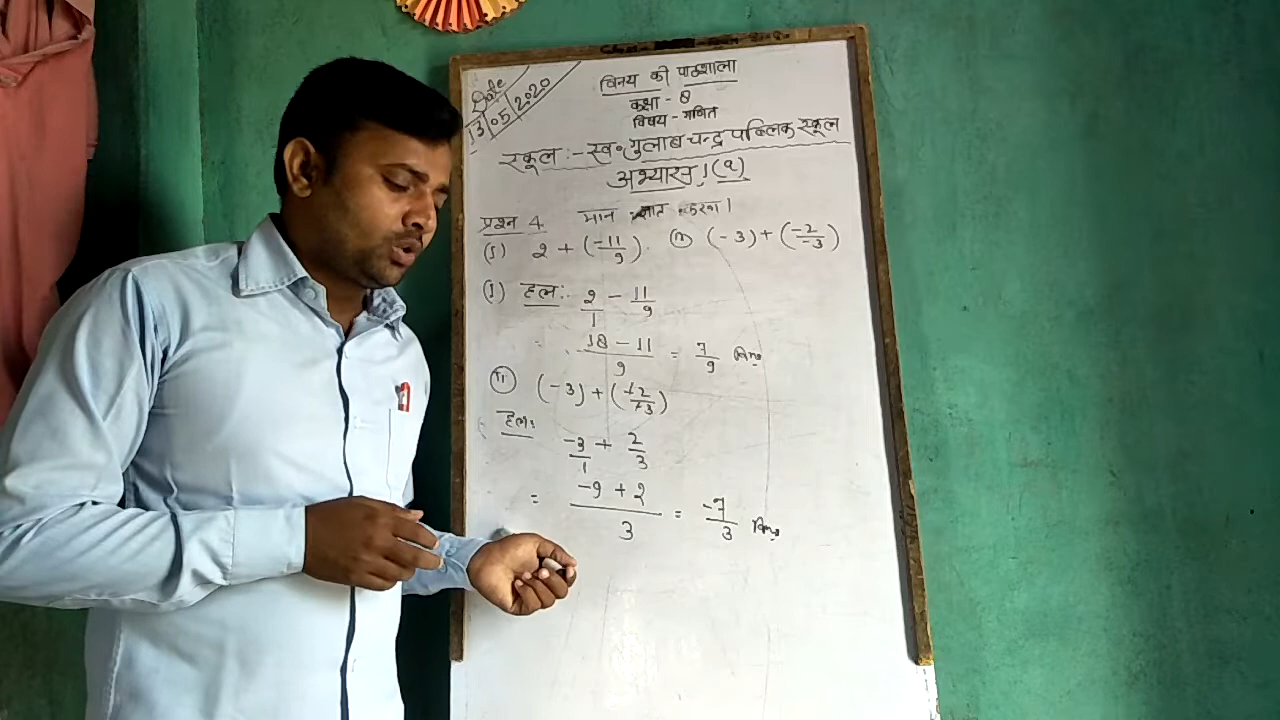 Date
13/05/2020
विनय की पाठशाला
कक्षा - 8
विषय - गणित
स्कूल :- स्व॰ गुलाब चन्द्र पब्लिक स्कूल
अभ्यास 1(a)
प्रश्न 4. मान ज्ञात करना।
(I) 2 + (-11/9) (II) (-3) + (-2/-3)
(I) हल:- 2/1 - 11/9
= 18 - 11/9 = 7/9
(II) (-3) + (-2/-3)
हल:
-3/1 + 2/3
= -9 + 2/3 = -7/3